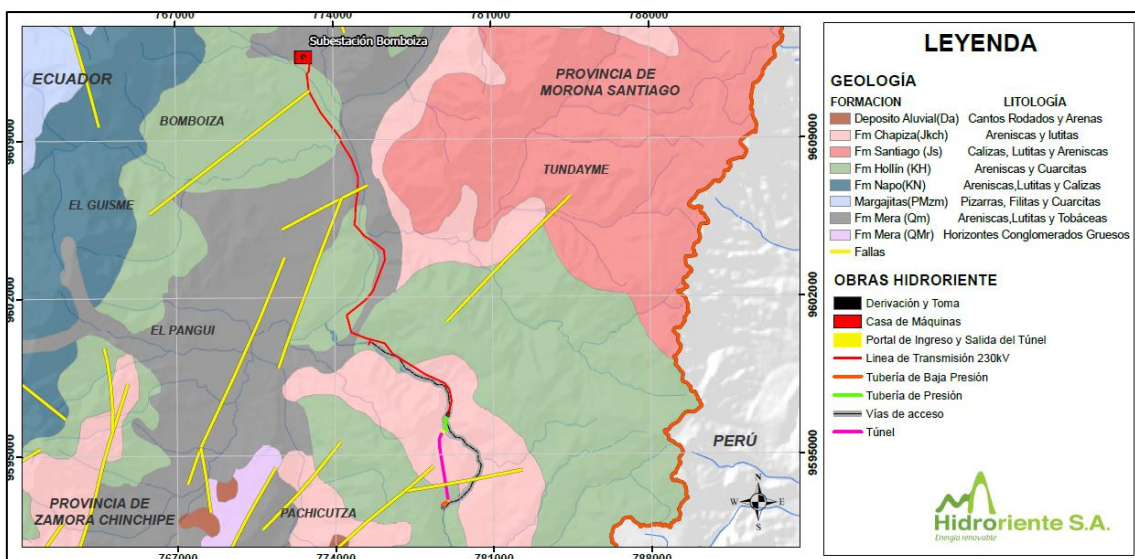 767000 774000 781000 788000
Subestación Bomboiza
ECUADOR
PROVINCIA DE
MORONA SANTIAGO
BOMBOIZA
9609000
9609000
TUNDAYME
EL GUISME
9602000
9602000
EL PANGUI
PERÚ
9595000
9595000
PROVINCIA DE
ZAMORA CHINCHIPE
PACHICUTZA
N
W E
S
767000 774000 781000 788000
LEYENDA
GEOLOGÍA
FORMACION LITOLOGÍA
Deposito Aluvial(Da) Cantos Rodados y Arenas
Fm Chapiza(Jkch) Areniscas y lutitas
Fm Santiago (Js) Calizas, Lutitas y Areniscas
Fm Hollín (KH) Areniscas y Cuarcitas
Fm Napo(KN) Areniscas,Lutitas y Calizas
Margajitas(PMzm) Pizarras, Filitas y Cuarcitas
Fm Mera (Qm) Areniscas,Lutitas y Tobáceas
Fm Mera (QMr) Horizontes Conglomerados Gruesos
Fallas
OBRAS HIDRORIENTE
Derivación y Toma
Casa de Máquinas
Portal de Ingreso y Salida del Túnel
Linea de Transmisión 230kV
Tubería de Baja Presión
Tubería de Presión
Vías de acceso
Túnel
Hidroriente S.A.
Energía renovable